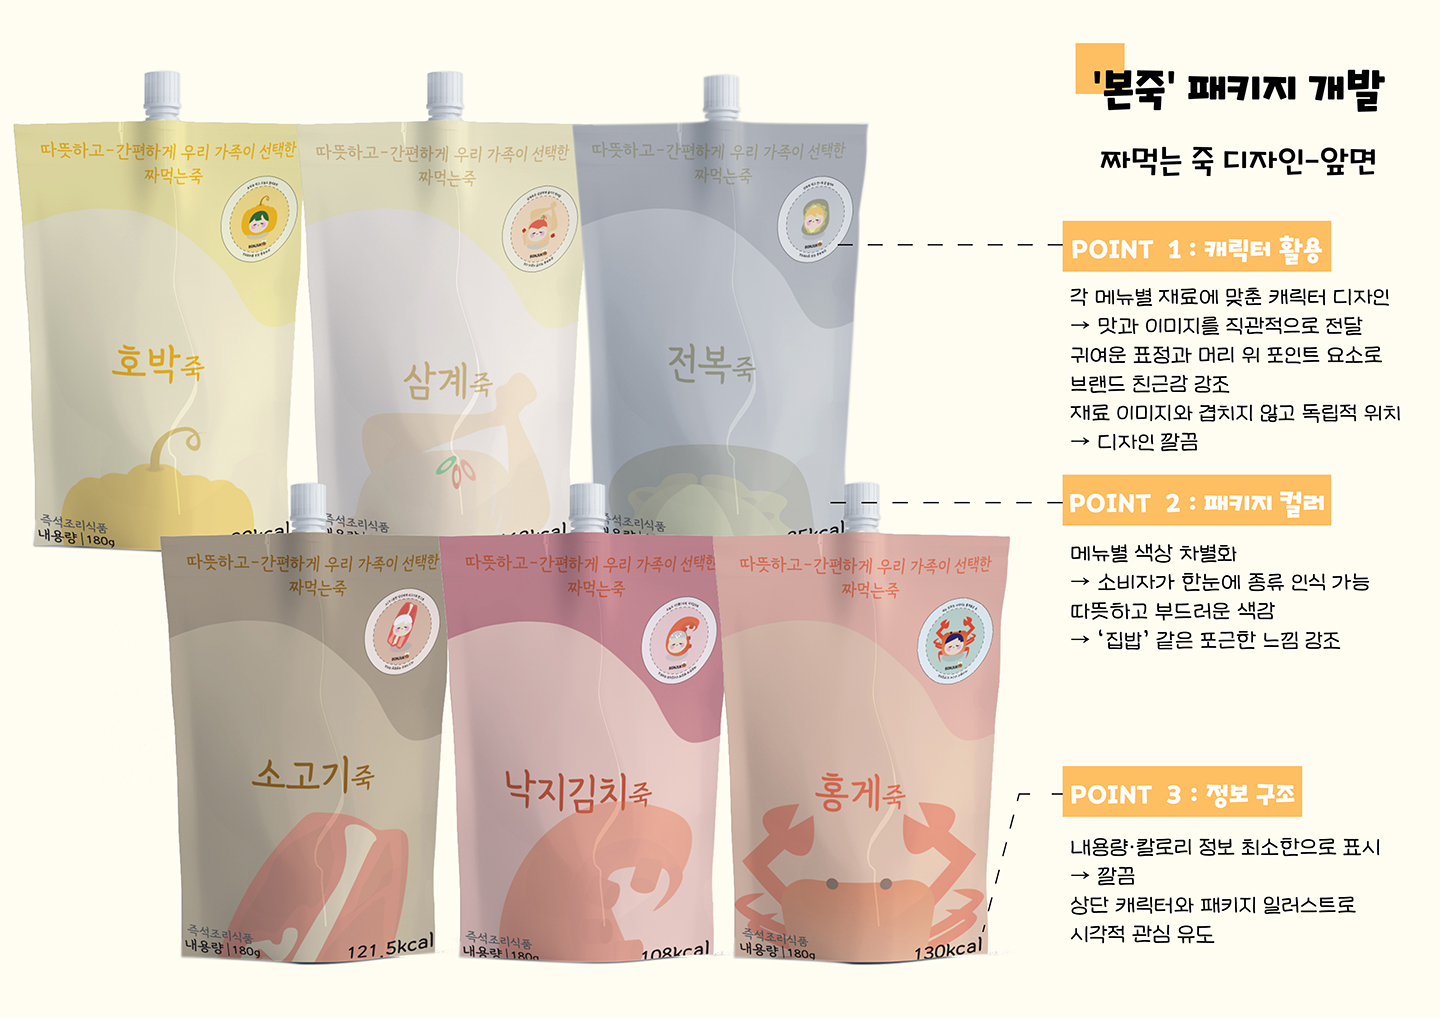 '본죽' 패키지 개발
짜먹는 죽 디자인-앞면
POINT 1 : 캐릭터 활용
각 메뉴별 재료에 맞춘 캐릭터 디자인
→ 맛과 이미지를 직관적으로 전달
귀여운 표정과 머리 위 포인트 요소로
브랜드 친근감 강조
재료 이미지와 겹치지 않고 독립적 위치
→ 디자인 깔끔
POINT 2 : 패키지 컬러
메뉴별 색상 차별화
→ 소비자가 한눈에 종류 인식 가능
따뜻하고 부드러운 색감
→ ‘집밥’ 같은 포근한 느낌 강조
POINT 3 : 정보 구조
내용량·칼로리 정보 최소한으로 표시
→ 깔끔
상단 캐릭터와 패키지 일러스트로
시각적 관심 유도
따뜻하고-간편하게 우리 가족이 선택한
짜먹는죽
호박죽
즉석조리식품
내용량 | 180g
따뜻하고-간편하게 우리 가족이 선택한
짜먹는죽
삼계죽
즉석조리식품
따뜻하고-간편하게 우리 가족이 선택한
짜먹는죽
전복죽
즉석조리식품
따뜻하고-간편하게 우리 가족이 선택한
짜먹는죽
소고기죽
즉석조리식품
내용량 | 180g
121.5kcal
따뜻하고-간편하게 우리 가족이 선택한
짜먹는죽
낙지김치죽
즉석조리식품
내용량 | 180g
108kcal
따뜻하고-간편하게 우리 가족이 선택한
짜먹는죽
홍게죽
즉석조리식품
내용량 | 180g
130kcal